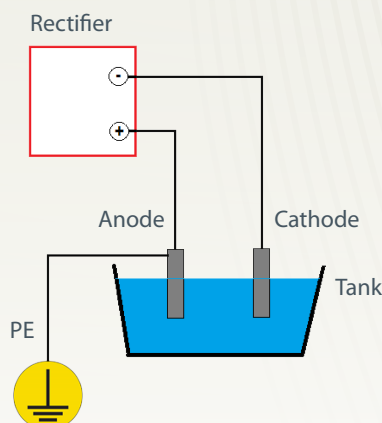 Rectifier
-
+
Anode
Cathode
Tank
PE